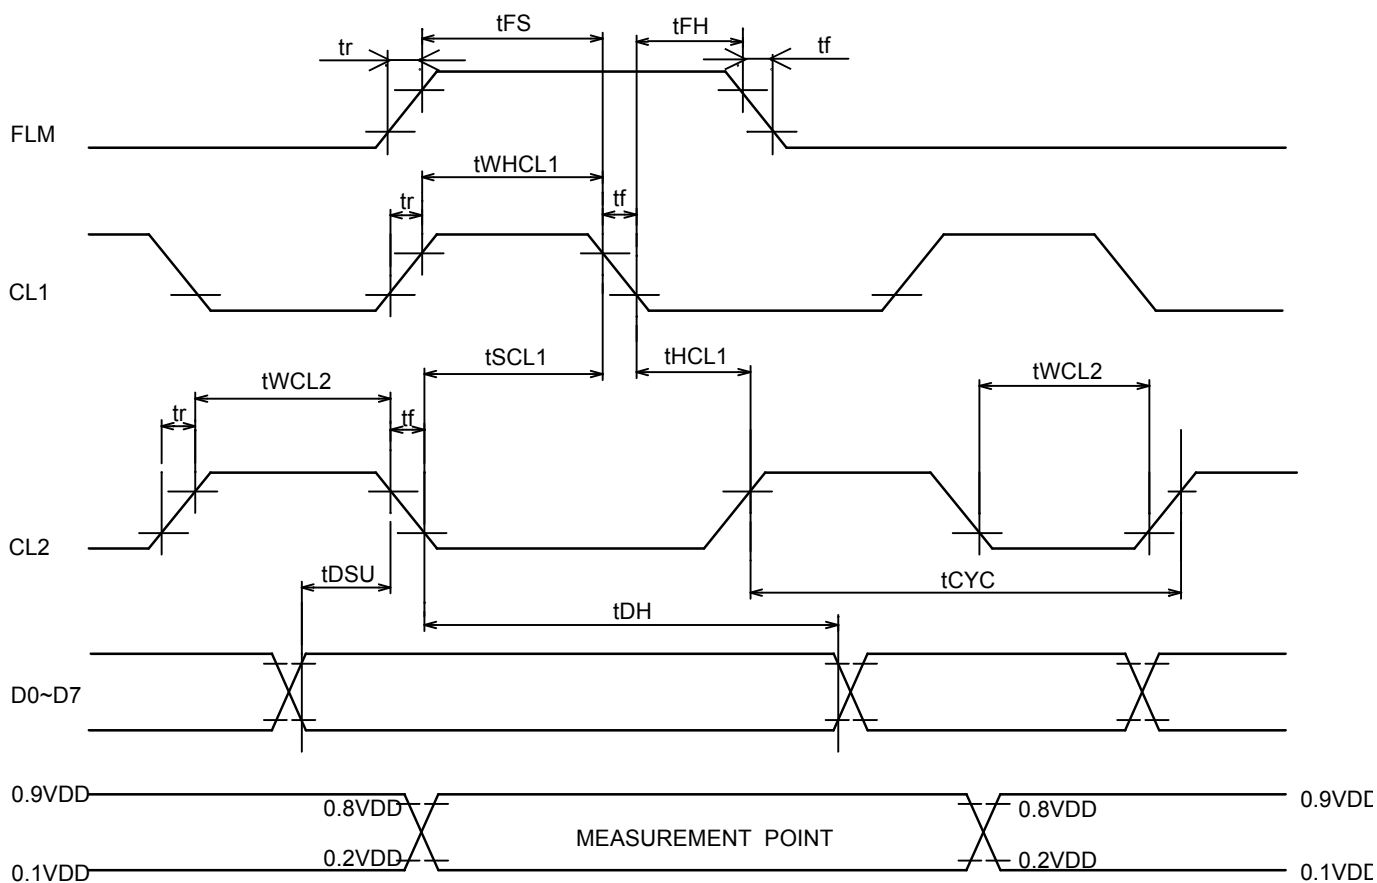 tFS
tFH
tr
tf
FLM
tWHCL1
tr
tf
CL1
tSCL1
tHCL1
tWCL2
tWCL2
tr
tf
CL2
tDSU
tCYC
tDH
D0~D7
0.9VDD
0.8VDD
0.8VDD
0.9VDD
MEASUREMENT POINT
0.1VDD
0.2VDD
0.2VDD
0.1VDD